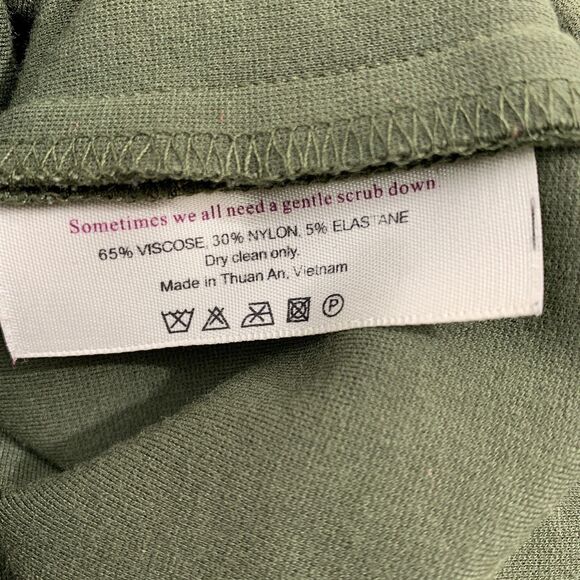 Sometimes we all need a gentle scrub down
65% VISCOSE, 30% NYLON, 5% ELASTANE
Dry clean only.
Made in Thuan An, Vietnam
P